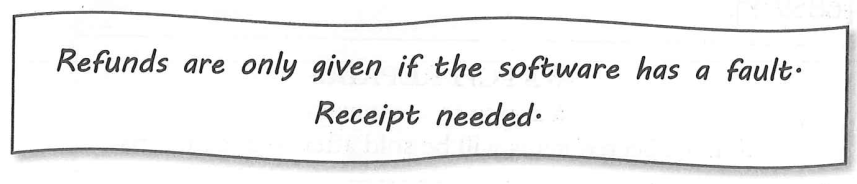 Refunds are only given if the software has a fault.
Receipt needed.